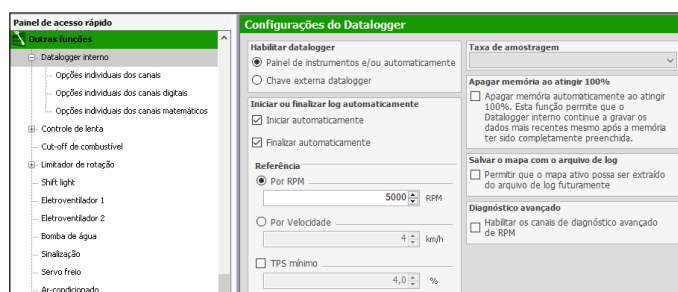 Painel de acesso rápido
Outras funções
Datalogger interno
Opções individuais dos canais
Opções individuais dos canais digitais
Opções individuais dos canais matemáticos
Controle de lenta
Cut-off de combustível
Limitador de rotação
Shift light
Eletroventilador 1
Eletroventilador 2
Bomba de água
Sinalização
Servo freio
Ar-condicionado
Configurações do Datalogger
Habilitar datalogger
Painel de instrumentos e/ou automaticamente
Chave externa datalogger
Iniciar ou finalizar log automaticamente
Iniciar automaticamente
Finalizar automaticamente
Referência
Por RPM
5000 RPM
Por Velocidade
4 km/h
TPS mínimo
4,0 %
Taxa de amostragem
Apagar memória ao atingir 100%
Apagar memória automaticamente ao atingir
100%. Esta função permite que o
Datalogger interno continue a gravar os
dados mais recentes mesmo após a memória
ter sido completamente preenchida.
Salvar o mapa com o arquivo de log
Permitir que o mapa ativo possa ser extraído
do arquivo de log futuramente
Diagnóstico avançado
Habilitar os canais de diagnóstico avançado
de RPM